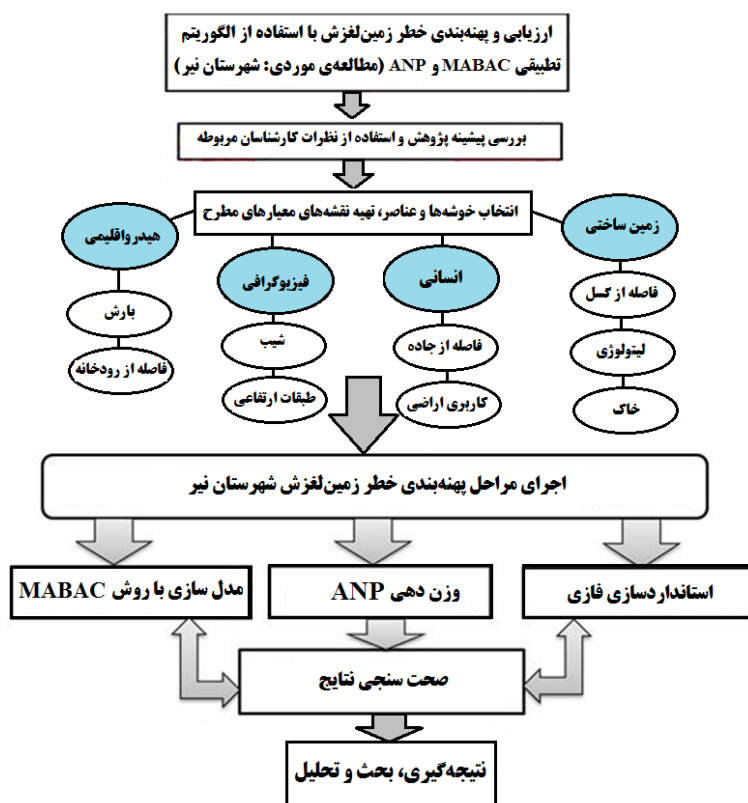 ارزیابی و پهنه‌بندی خطر زمین‌لغزش با استفاده از الگوریتم
تطبیقی MABAC و ANP (مطالعه‌ی موردی: شهرستان نیر)
بررسی پیشینه پژوهش و استفاده از نظرات کارشناسان مربوطه
انتخاب خوشه‌ها و عناصر، تهیه نقشه‌های معیارهای مطرح
زمین ساختی
فاصله از گسل
لیتولوژی
خاک
انسانی
فاصله از جاده
کاربری اراضی
فیزیوگرافی
شیب
طبقات ارتفاعی
هیدرواقلیمی
بارش
فاصله از رودخانه
اجرای مراحل پهنه‌بندی خطر زمین‌لغزش شهرستان نیر
استانداردسازی فازی
وزن دهی ANP
مدل سازی با روش MABAC
صحت سنجی نتایج
نتیجه‌گیری، بحث و تحلیل